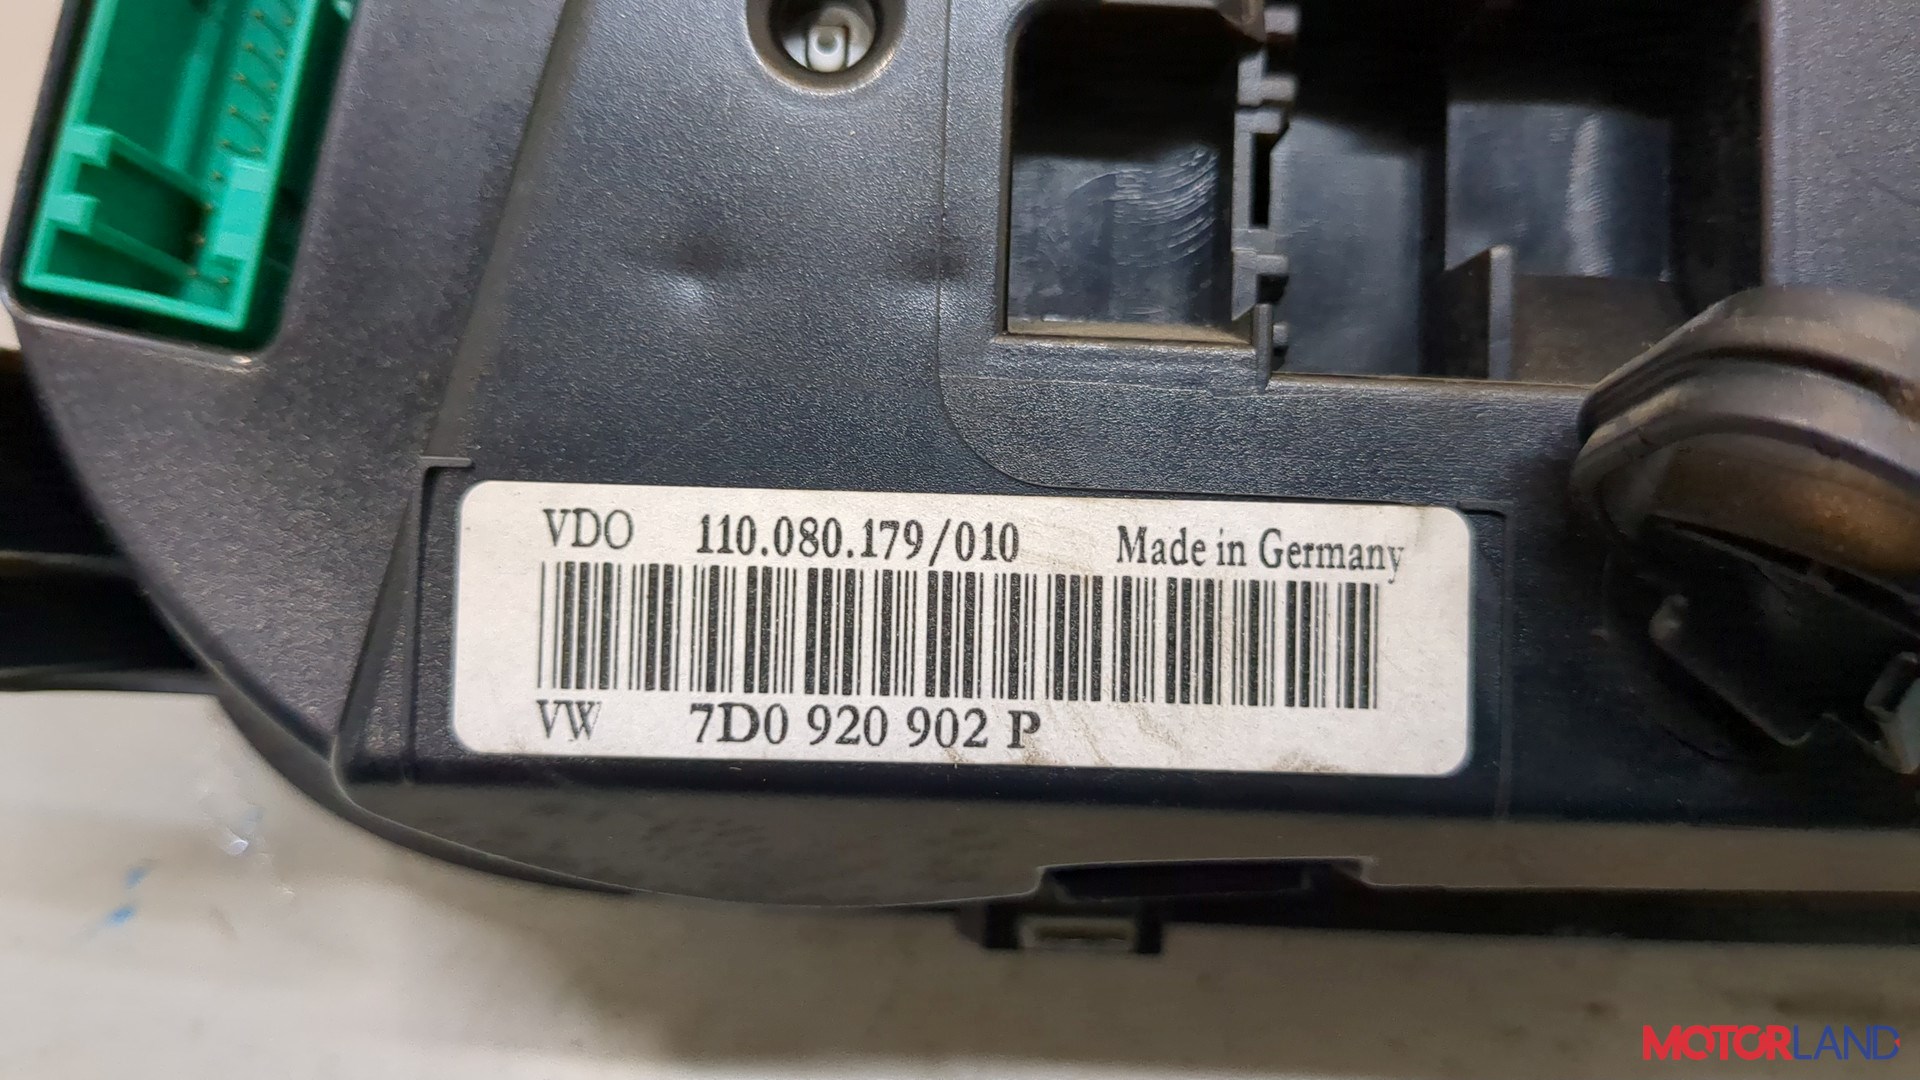 VDO 110.080.179/010 Made in Germany
VW 7D0 920 902 P
MOTORLAND